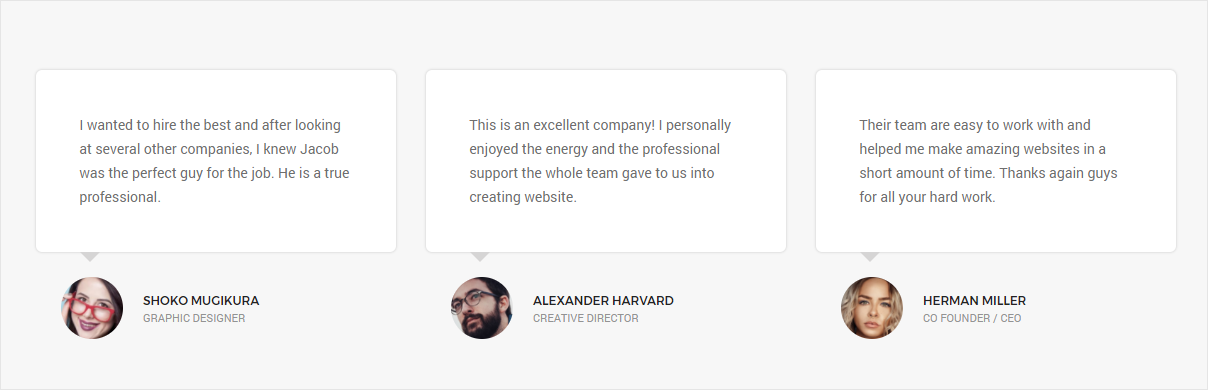 I wanted to hire the best and after looking
at several other companies, I knew Jacob
was the perfect guy for the job. He is a true
professional.
SHOKO MUGIKURA
GRAPHIC DESIGNER
This is an excellent company! I personally
enjoyed the energy and the professional
support the whole team gave to us into
creating website.
ALEXANDER HARVARD
CREATIVE DIRECTOR
Their team are easy to work with and
helped me make amazing websites in a
short amount of time. Thanks again guys
for all your hard work.
HERMAN MILLER
CO FOUNDER / CEO